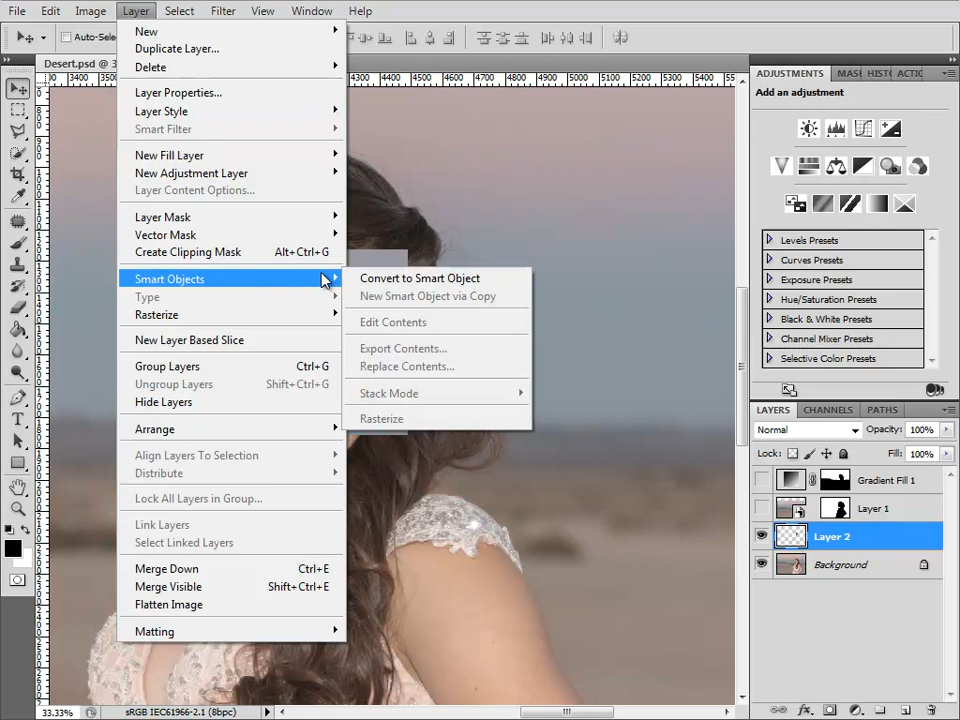 File Edit Image Layer Select Filter View Window Help
Auto-Sele
Desert.psd @ 3
3500 4300 4400 4500 4600 4700 4800 4900 5000 5100 5200 5300 5400
New
Duplicate Layer...
Delete
Layer Properties...
Layer Style
Smart Filter
New Fill Layer
New Adjustment Layer
Layer Content Options...
Layer Mask
Vector Mask
Create Clipping Mask Alt+Ctrl+G
Smart Objects
Type
Rasterize
New Layer Based Slice
Group Layers Ctrl+G
Ungroup Layers Shift+Ctrl+G
Hide Layers
Arrange
Align Layers To Selection
Distribute
Lock All Layers in Group...
Link Layers
Select Linked Layers
Merge Down Ctrl+E
Merge Visible Shift+Ctrl+E
Flatten Image
Matting
Convert to Smart Object
New Smart Object via Copy
Edit Contents
Export Contents...
Replace Contents...
Stack Mode
Rasterize
ADJUSTMENTS MASK HISTO ACTIO
Add an adjustment
Levels Presets
Curves Presets
Exposure Presets
Hue/Saturation Presets
Black & White Presets
Channel Mixer Presets
Selective Color Presets
LAYERS CHANNELS PATHS
Normal Opacity: 100%
Lock: Fill: 100%
Gradient Fill 1
Layer 1
Layer 2
Background
33.33% sRGB IEC61966-2.1 (8bpc)